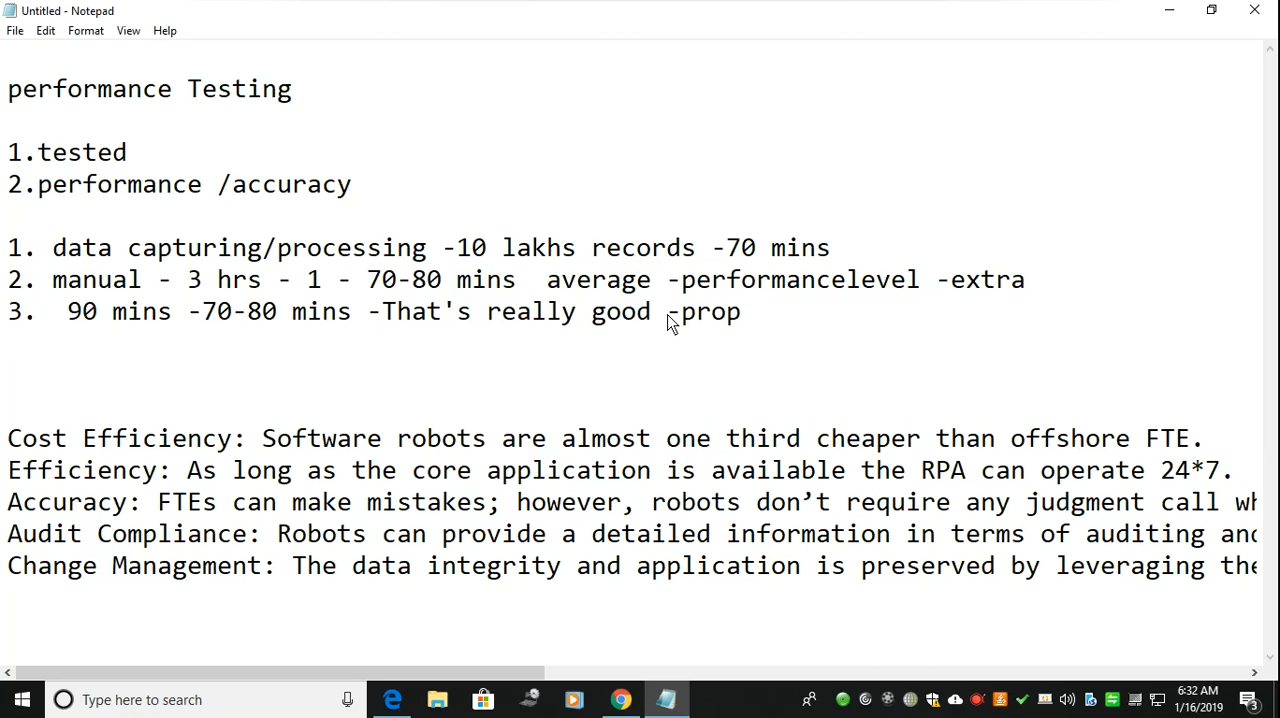 Untitled - Notepad
File Edit Format View Help
performance Testing
1.tested
2.performance /accuracy
1. data capturing/processing -10 lakhs records -70 mins
2. manual - 3 hrs - 1 - 70-80 mins  average -performancelevel -extra
3.  90 mins -70-80 mins -That's really good -prop
Cost Efficiency: Software robots are almost one third cheaper than offshore FTE.
Efficiency: As long as the core application is available the RPA can operate 24*7.
Accuracy: FTEs can make mistakes; however, robots don’t require any judgment call wh
Audit Compliance: Robots can provide a detailed information in terms of auditing and
Change Management: The data integrity and application is preserved by leveraging the
Type here to search
6:32 AM
1/16/2019
3